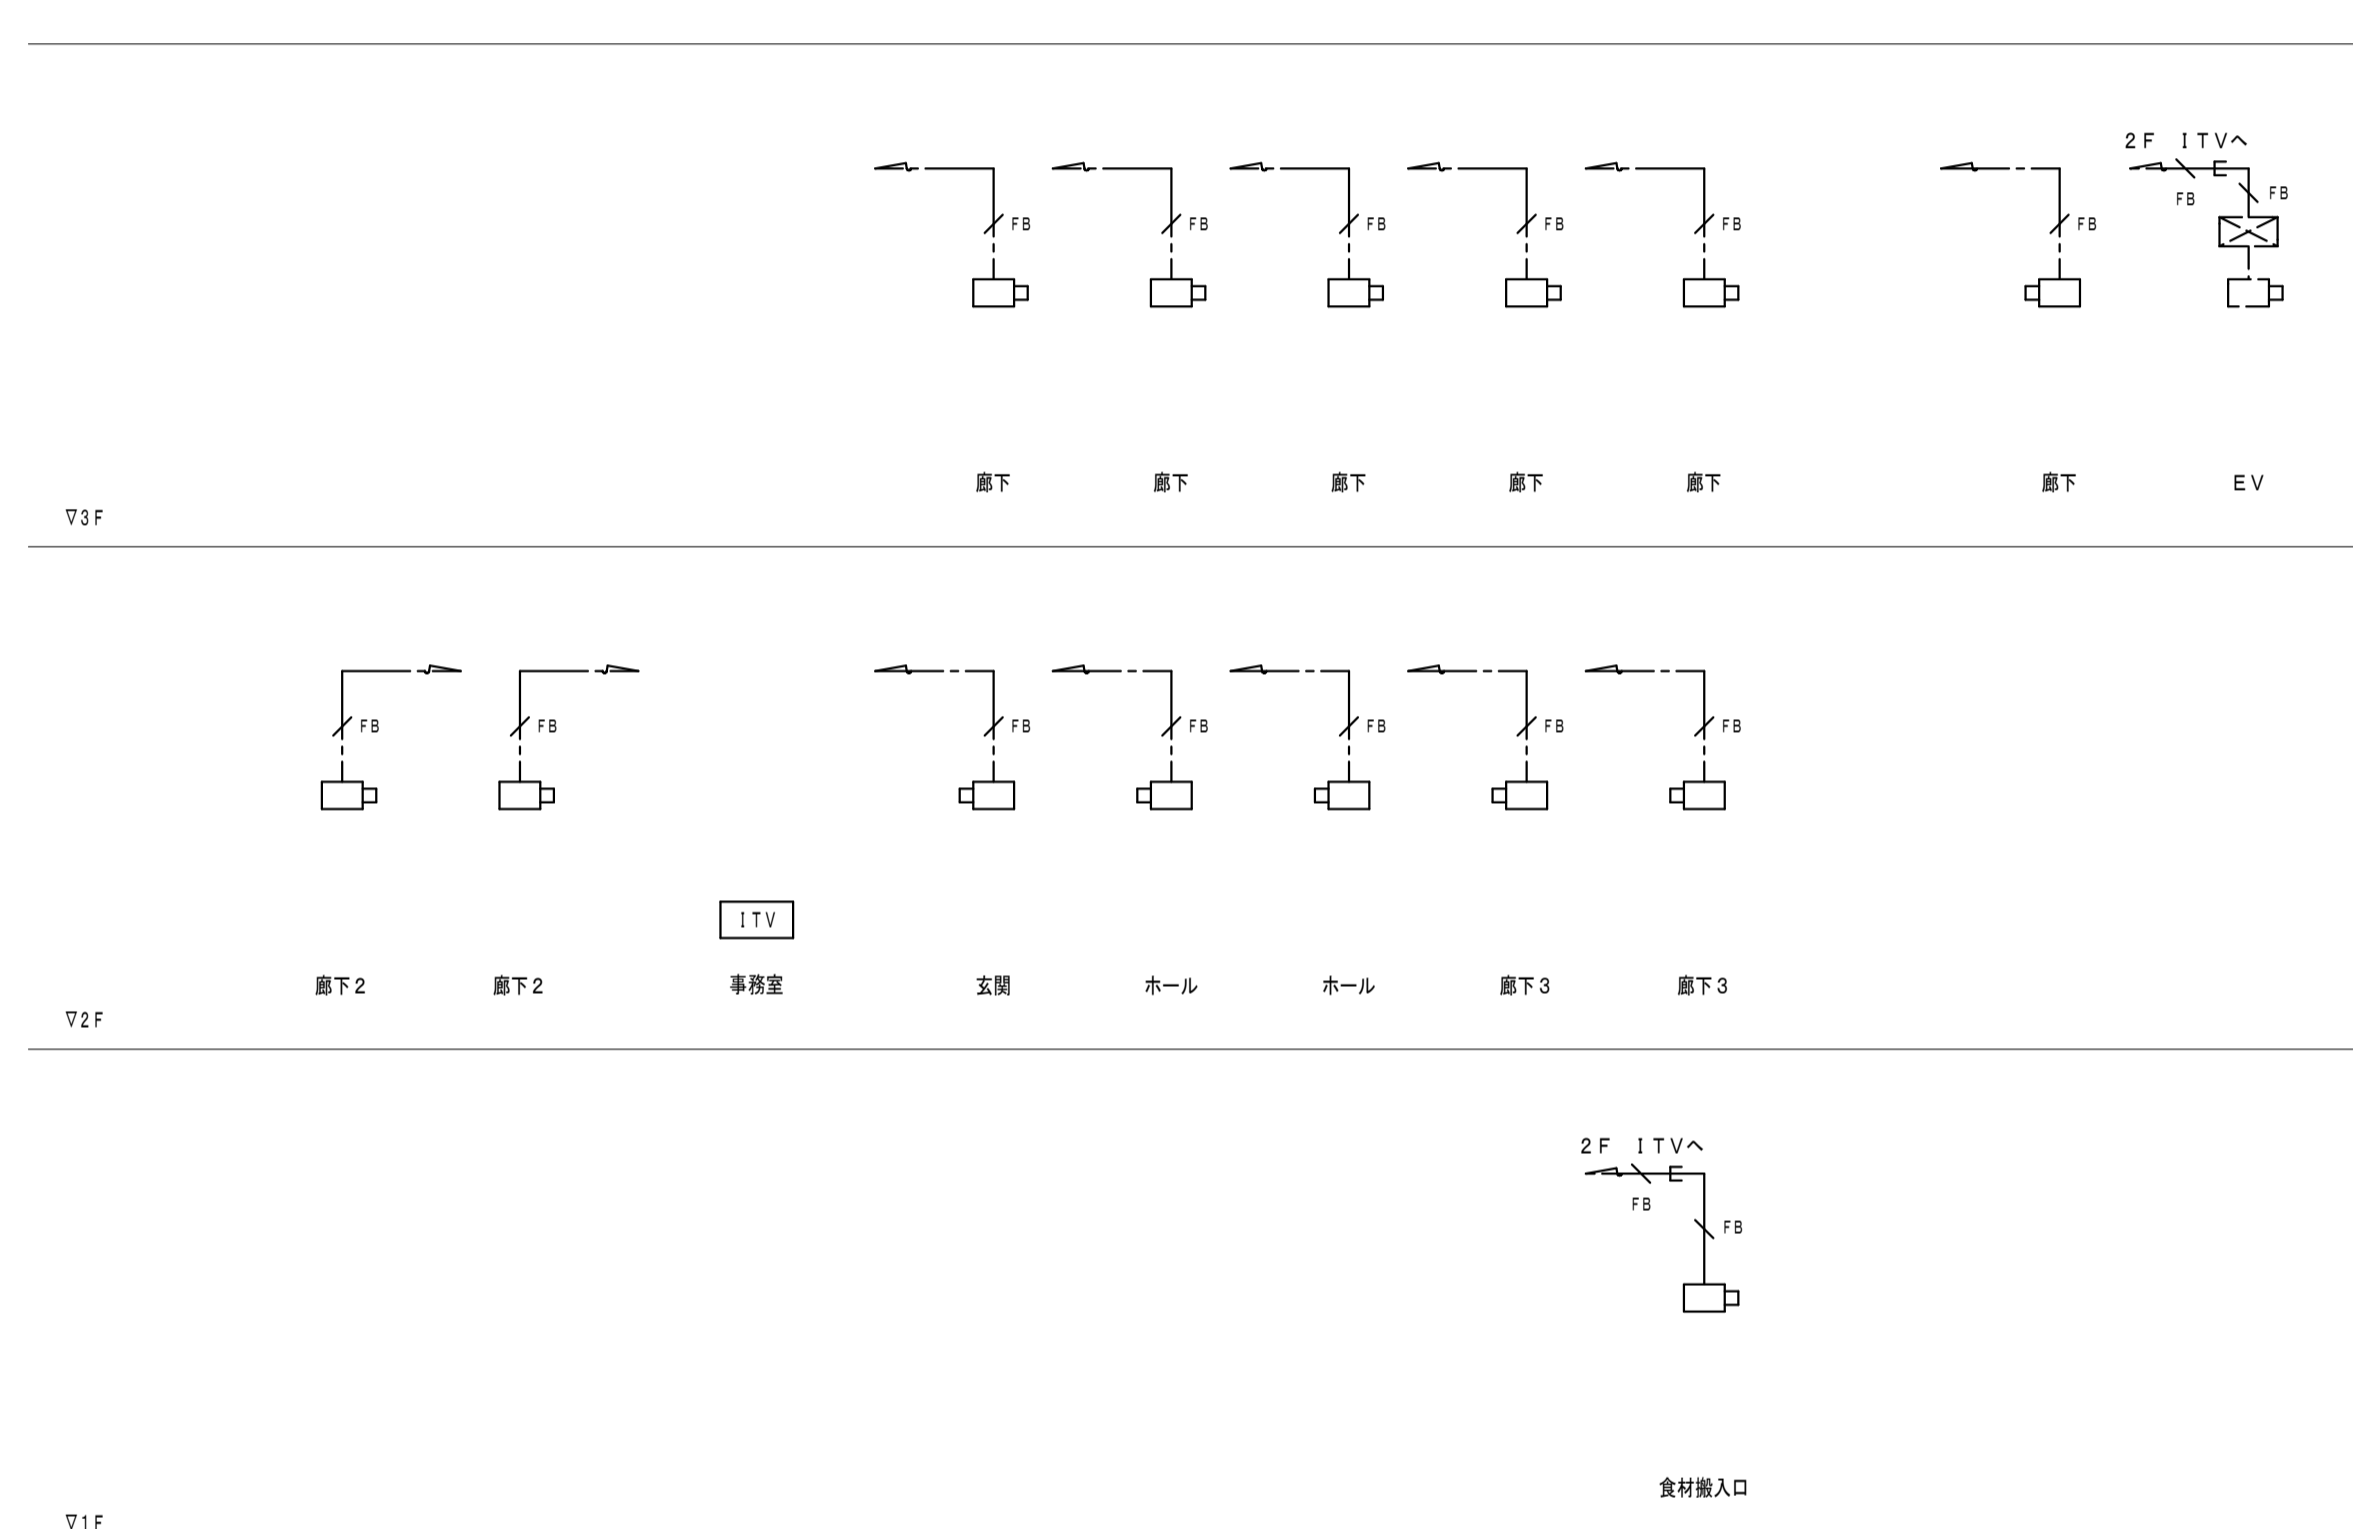 2F ITVへ
FB FB
FB FB FB FB FB FB
廊下 廊下 廊下 廊下 廊下 廊下 EV
▽3F
FB FB FB FB FB FB FB
ITV
廊下2 廊下2 事務室 玄関 ホール ホール 廊下3 廊下3
▽2F
2F ITVへ
FB
FB
食材搬入口
▽1F